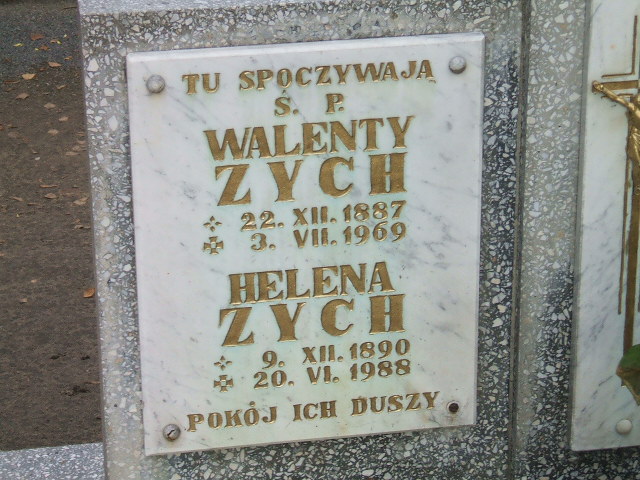 TU SPOCZYWAJĄ
Ś. P.
WALENTY
ZYCH
22. XII. 1887
3. VII. 1969
HELENA
ZYCH
9. XII. 1890
20. VI. 1988
POKÓJ ICH DUSZY